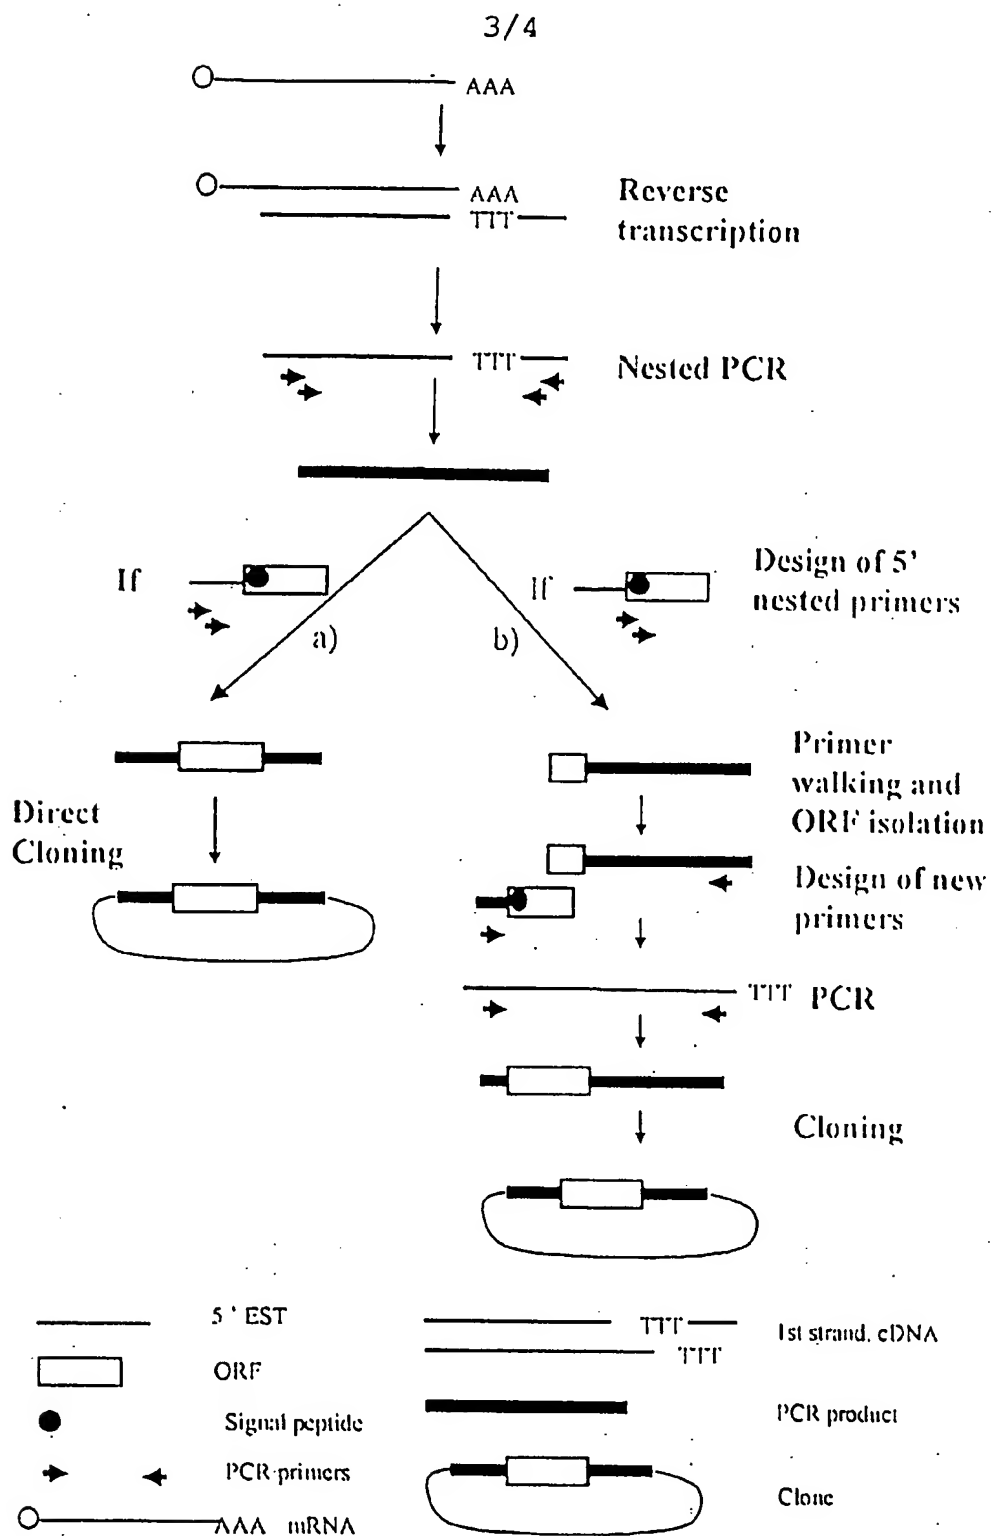 3/4
AAA
AAA
TTT
Reverse
transcription
TTT
Nested PCR
If
If
Design of 5'
nested primers
a)
b)
Primer
walking and
ORF isolation
Direct
Cloning
Design of new
primers
TTT
PCR
Cloning
5 ' EST
TTT
1st strand. cDNA
TTT
ORF
Signal peptide
PCR product
PCR primers
Clone
AAA mRNA